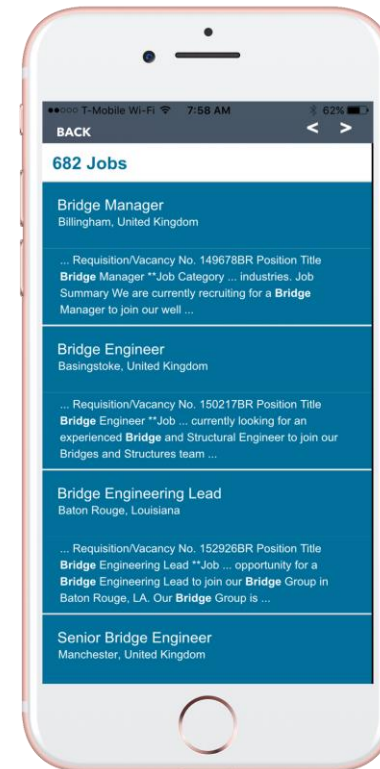 T-Mobile Wi-Fi 7:58 AM 62%
BACK < >
682 Jobs
Bridge Manager
Billingham, United Kingdom
... Requisition/Vacancy No. 149678BR Position Title
Bridge Manager **Job Category ... industries. Job
Summary We are currently recruiting for a Bridge
Manager to join our well ...
Bridge Engineer
Basingstoke, United Kingdom
... Requisition/Vacancy No. 150217BR Position Title
Bridge Engineer **Job ... currently looking for an
experienced Bridge and Structural Engineer to join our
Bridges and Structures team ...
Bridge Engineering Lead
Baton Rouge, Louisiana
... Requisition/Vacancy No. 152926BR Position Title
Bridge Engineering Lead **Job ... opportunity for a
Bridge Engineering Lead to join our Bridge Group in
Baton Rouge, LA. Our Bridge Group is ...
Senior Bridge Engineer
Manchester, United Kingdom